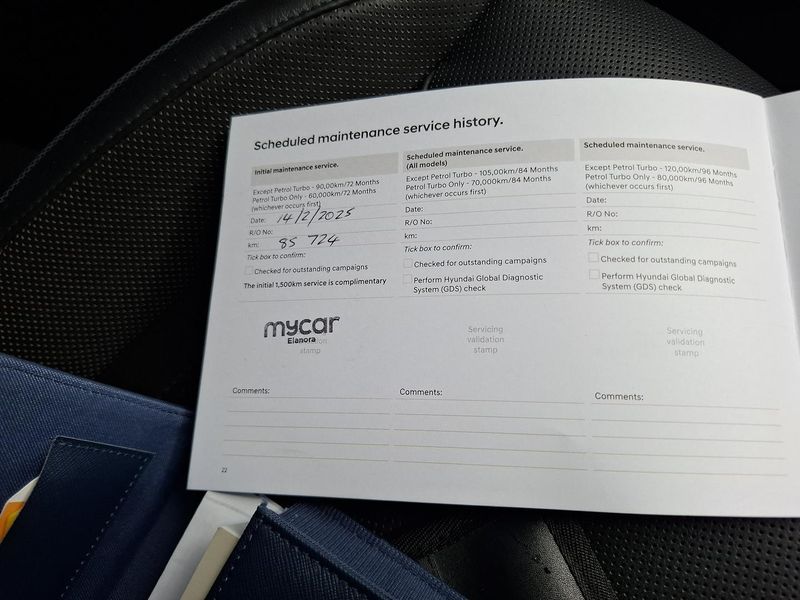 Scheduled maintenance service history.
Initial maintenance service.
Except Petrol Turbo - 90,00km/72 Months
Petrol Turbo Only - 60,000km/72 Months
(whichever occurs first)
Date: 14/2/2025
R/O No:
km: 85 724
Tick box to confirm:
Checked for outstanding campaigns
The initial 1,500km service is complimentary
mycar
Elanora
stamp
Comments:
Scheduled maintenance service.
(All models)
Except Petrol Turbo - 105,00km/84 Months
Petrol Turbo Only - 70,000km/84 Months
(whichever occurs first)
Date:
R/O No:
km:
Tick box to confirm:
Checked for outstanding campaigns
Perform Hyundai Global Diagnostic
System (GDS) check
Servicing
validation
stamp
Comments:
Scheduled maintenance service.
Except Petrol Turbo - 120,00km/96 Months
Petrol Turbo Only - 80,000km/96 Months
(whichever occurs first)
Date:
R/O No:
km:
Tick box to confirm:
Checked for outstanding campaigns
Perform Hyundai Global Diagnostic
System (GDS) check
Servicing
validation
stamp
Comments:
22